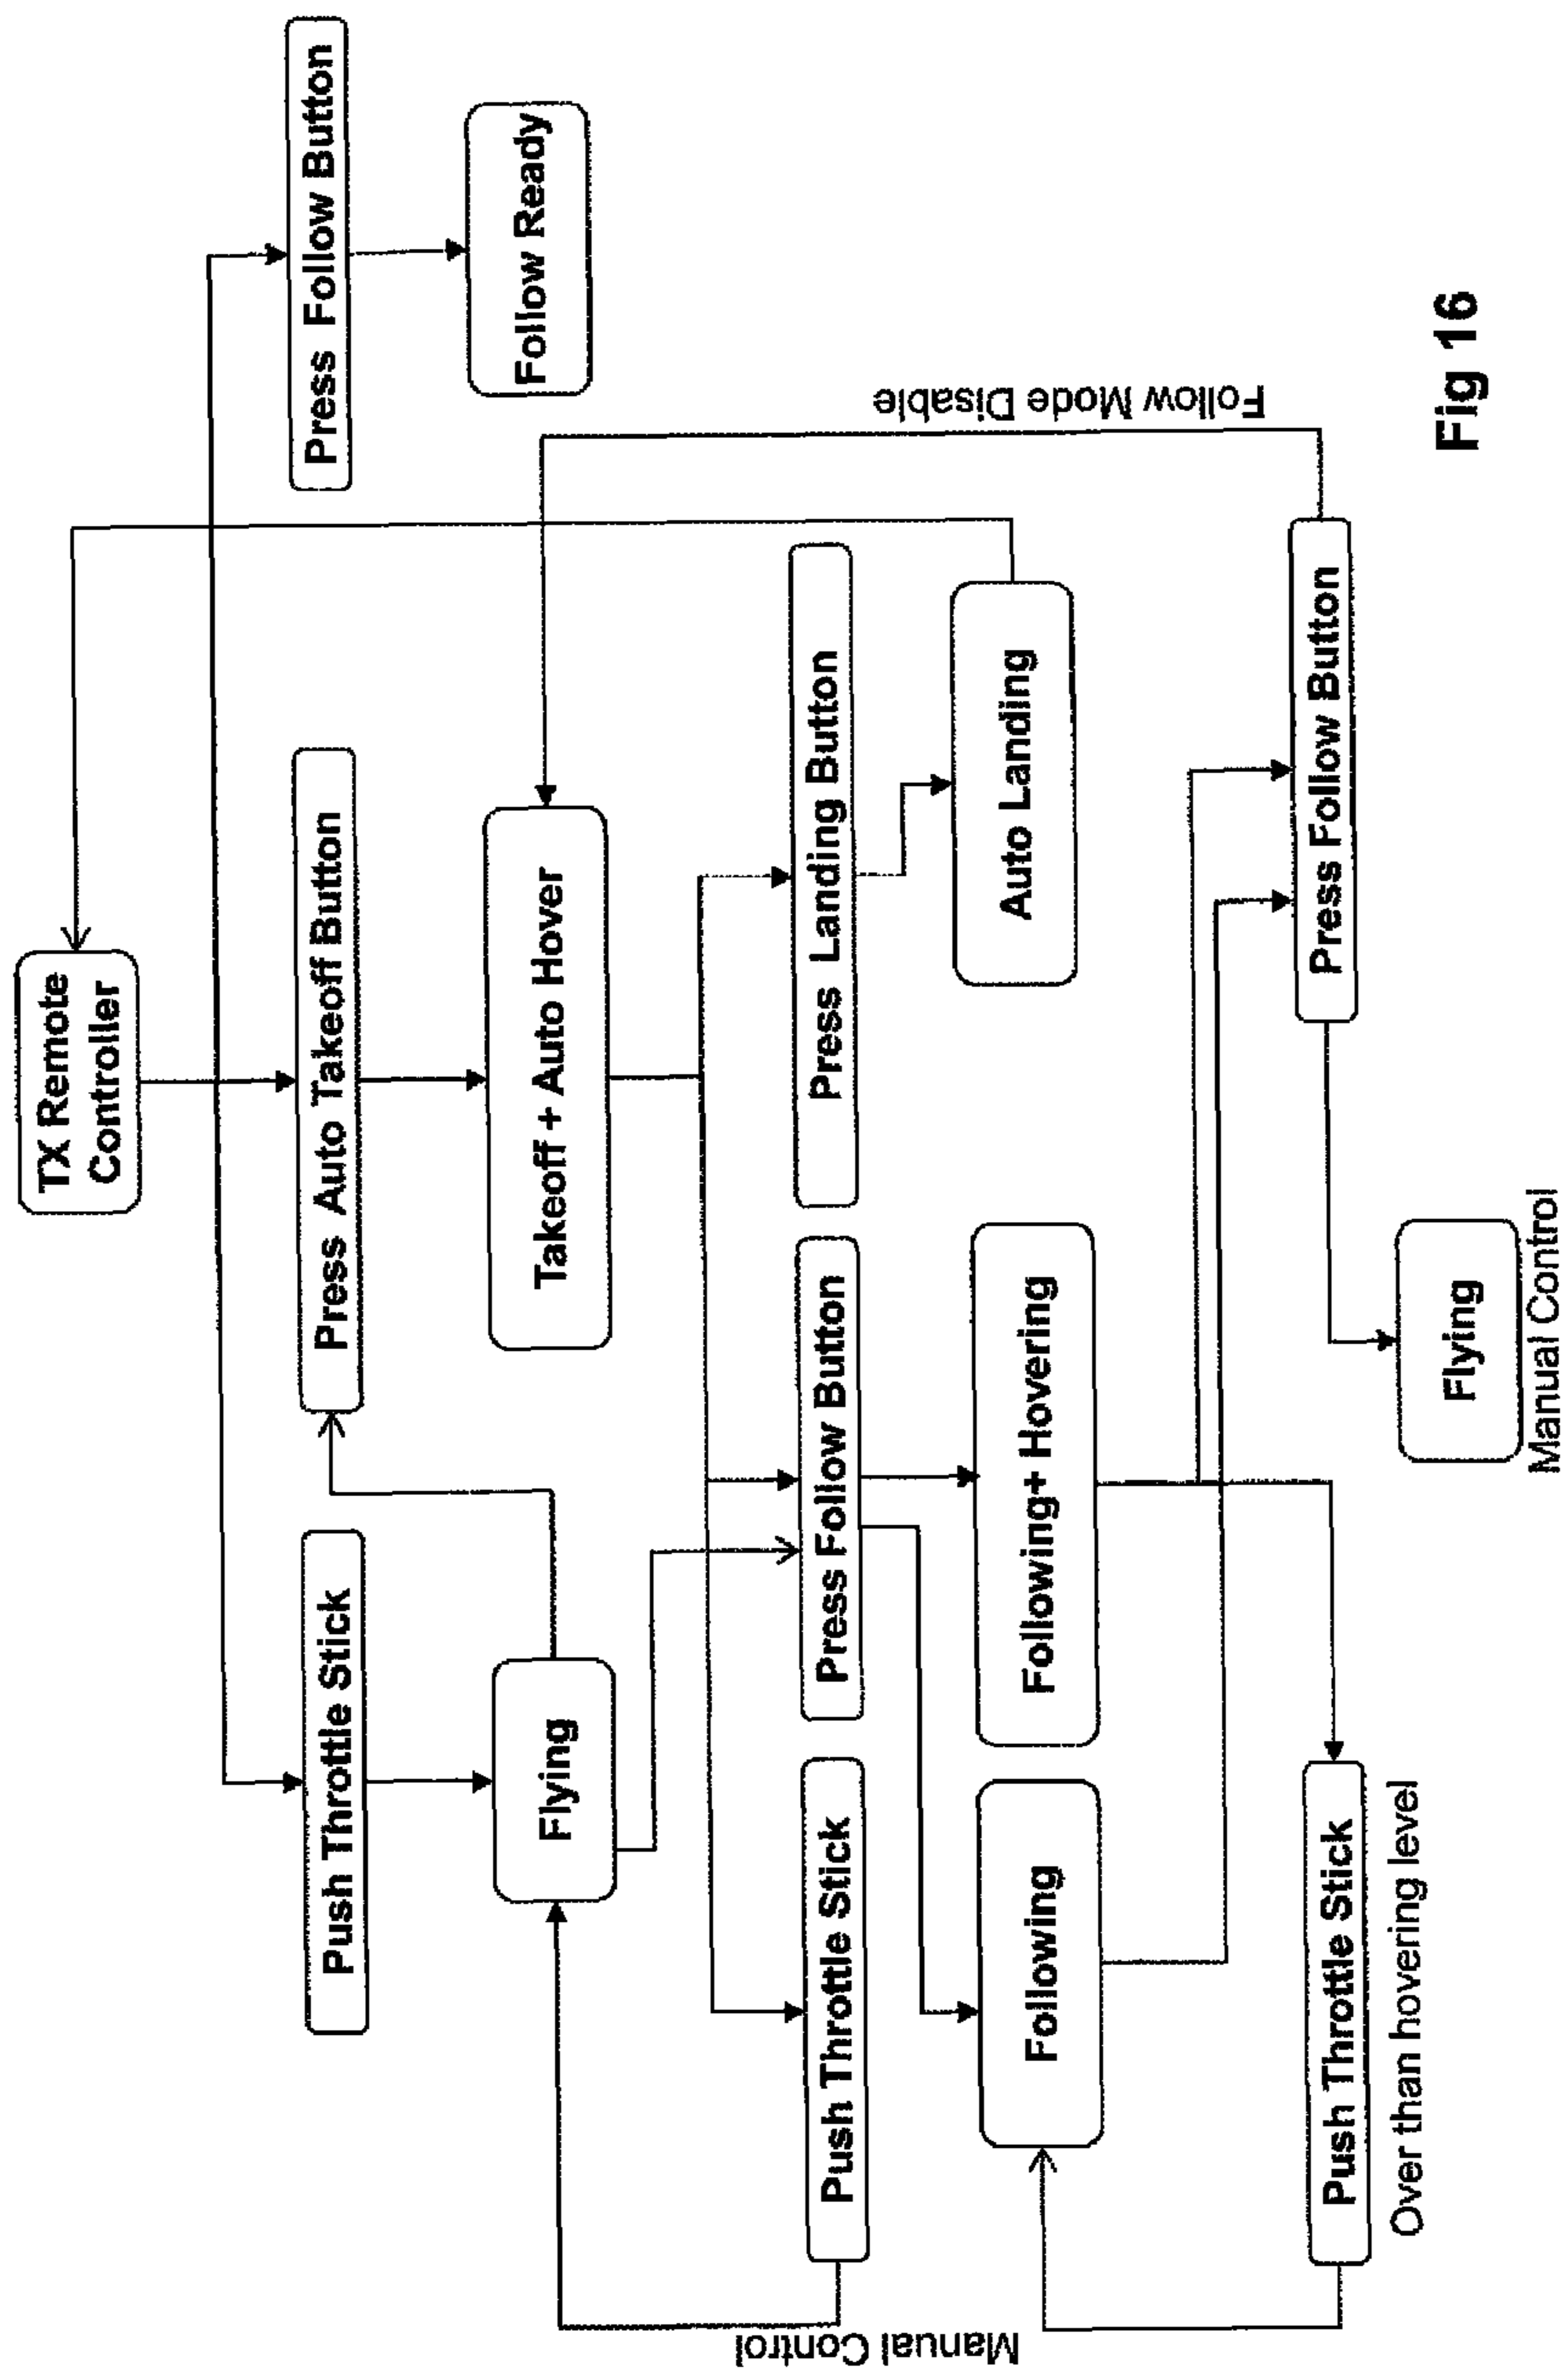 TX Remote
Controller
Push Throttle Stick
Press Auto Takeoff Button
Press Follow Button
Flying
Takeoff + Auto Hover
Follow Ready
Manual Control
Push Throttle Stick
Press Follow Button
Press Landing Button
Following
Following+ Hovering
Auto Landing
Follow Mode Disable
Push Throttle Stick
Over than hovering level
Press Follow Button
Flying
Manual Control
Fig 16